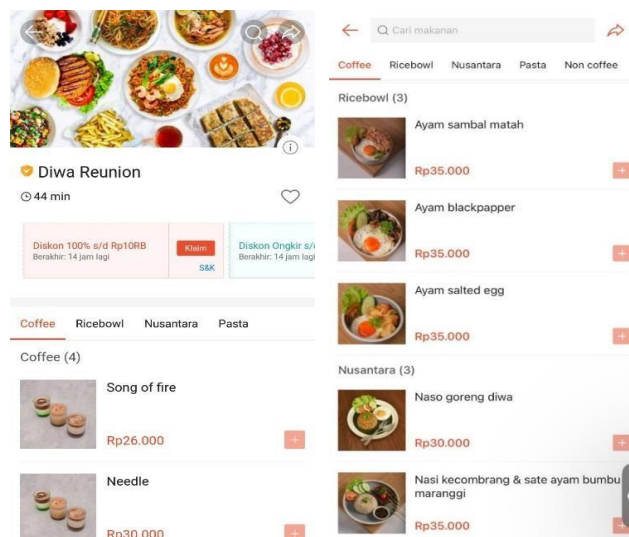 Diwa Reunion
44 min
Diskon 100% s/d Rp10RB
Berakhir: 14 jam lagi
Klaim
S&K
Diskon Ongkir s/
Berakhir: 14 jam lagi
Coffee Ricebowl Nusantara Pasta
Coffee (4)
Song of fire
Rp26.000
Needle
Rp30.000
Cari makanan
Coffee Ricebowl Nusantara Pasta Non coffee
Ricebowl (3)
Ayam sambal matah
Rp35.000
Ayam blackpapper
Rp35.000
Ayam salted egg
Rp35.000
Nusantara (3)
Naso goreng diwa
Rp30.000
Nasi kecombrang & sate ayam bumbu
maranggi
Rp35.000